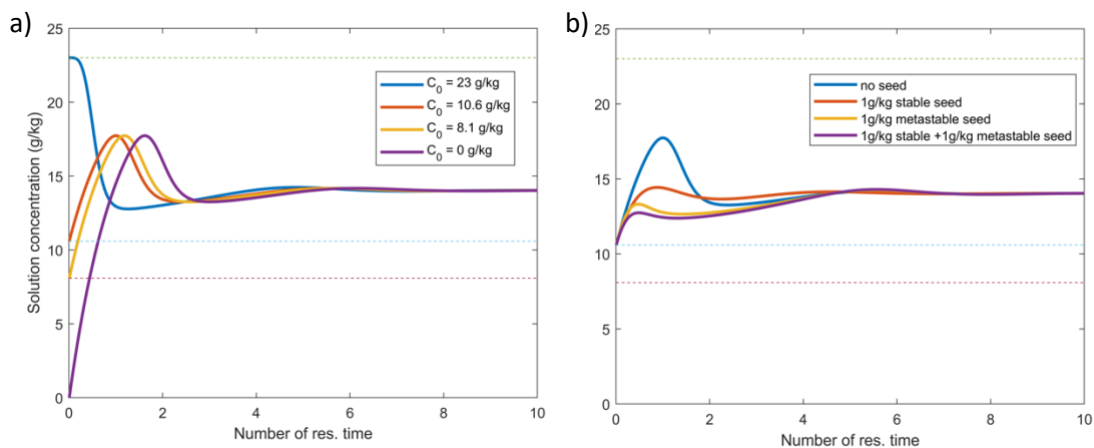 a)
Solution concentration (g/kg)
25
20
15
10
5
0
C₀ = 23 g/kg
C₀ = 10.6 g/kg
C₀ = 8.1 g/kg
C₀ = 0 g/kg
0 2 4 6 8 10
Number of res. time
b)
25
20
15
10
5
0
no seed
1g/kg stable seed
1g/kg metastable seed
1g/kg stable +1g/kg metastable seed
0 2 4 6 8 10
Number of res. time